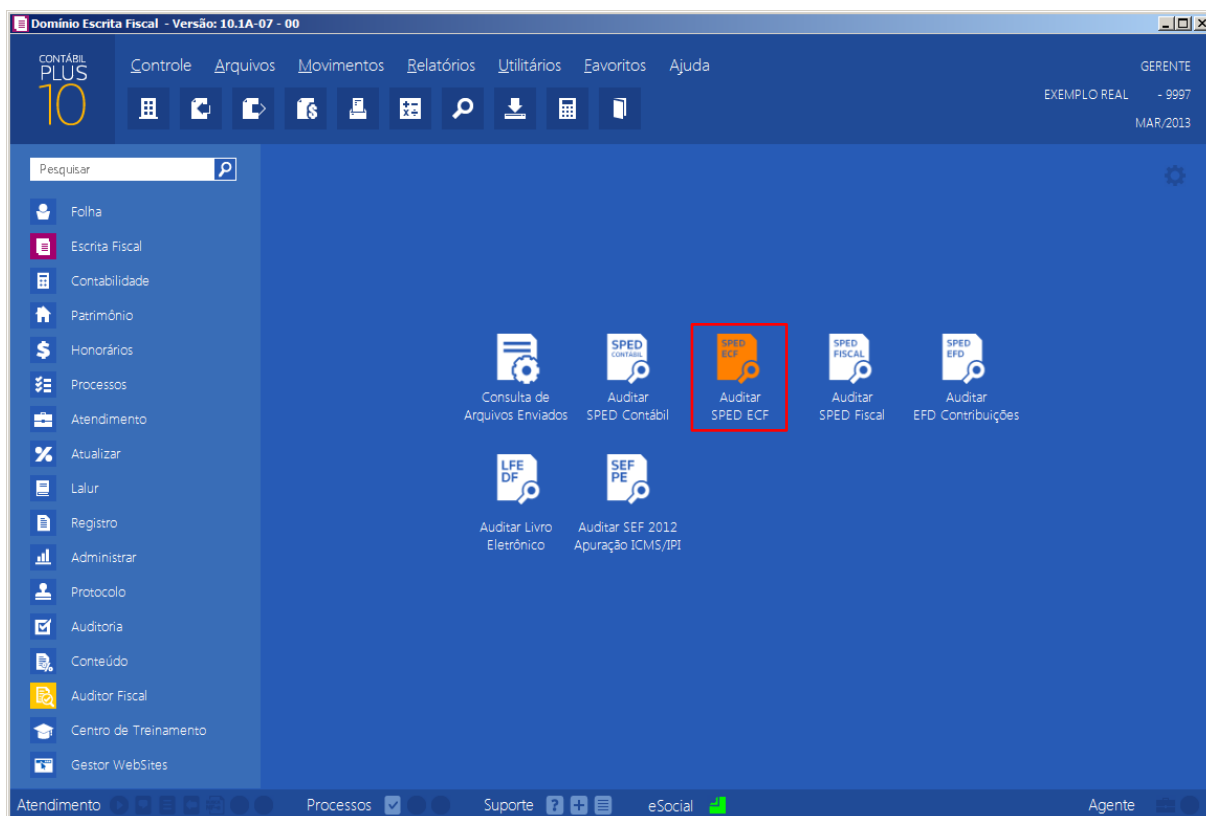 Domínio Escrita Fiscal - Versão: 10.1A-07 - 00
CONTÁBIL
PLUS
10
Controle Arquivos Movimentos Relatórios Utilitários Favoritos Ajuda
GERENTE
EXEMPLO REAL - 9997
MAR/2013
Pesquisar
Folha
Escrita Fiscal
Contabilidade
Patrimônio
Honorários
Processos
Atendimento
Atualizar
Lalur
Registro
Administrar
Protocolo
Auditoria
Conteúdo
Auditor Fiscal
Centro de Treinamento
Gestor WebSites
Consulta de
Arquivos Enviados
SPED
CONTÁBIL
Auditar
SPED Contábil
SPED
ECF
Auditar
SPED ECF
SPED
FISCAL
Auditar
SPED Fiscal
SPED
EFD
Auditar
EFD Contribuições
LFE
DF
Auditar Livro
Eletrônico
SEF
PE
Auditar SEF 2012
Apuração ICMS/IPI
Atendimento Processos Suporte eSocial Agente